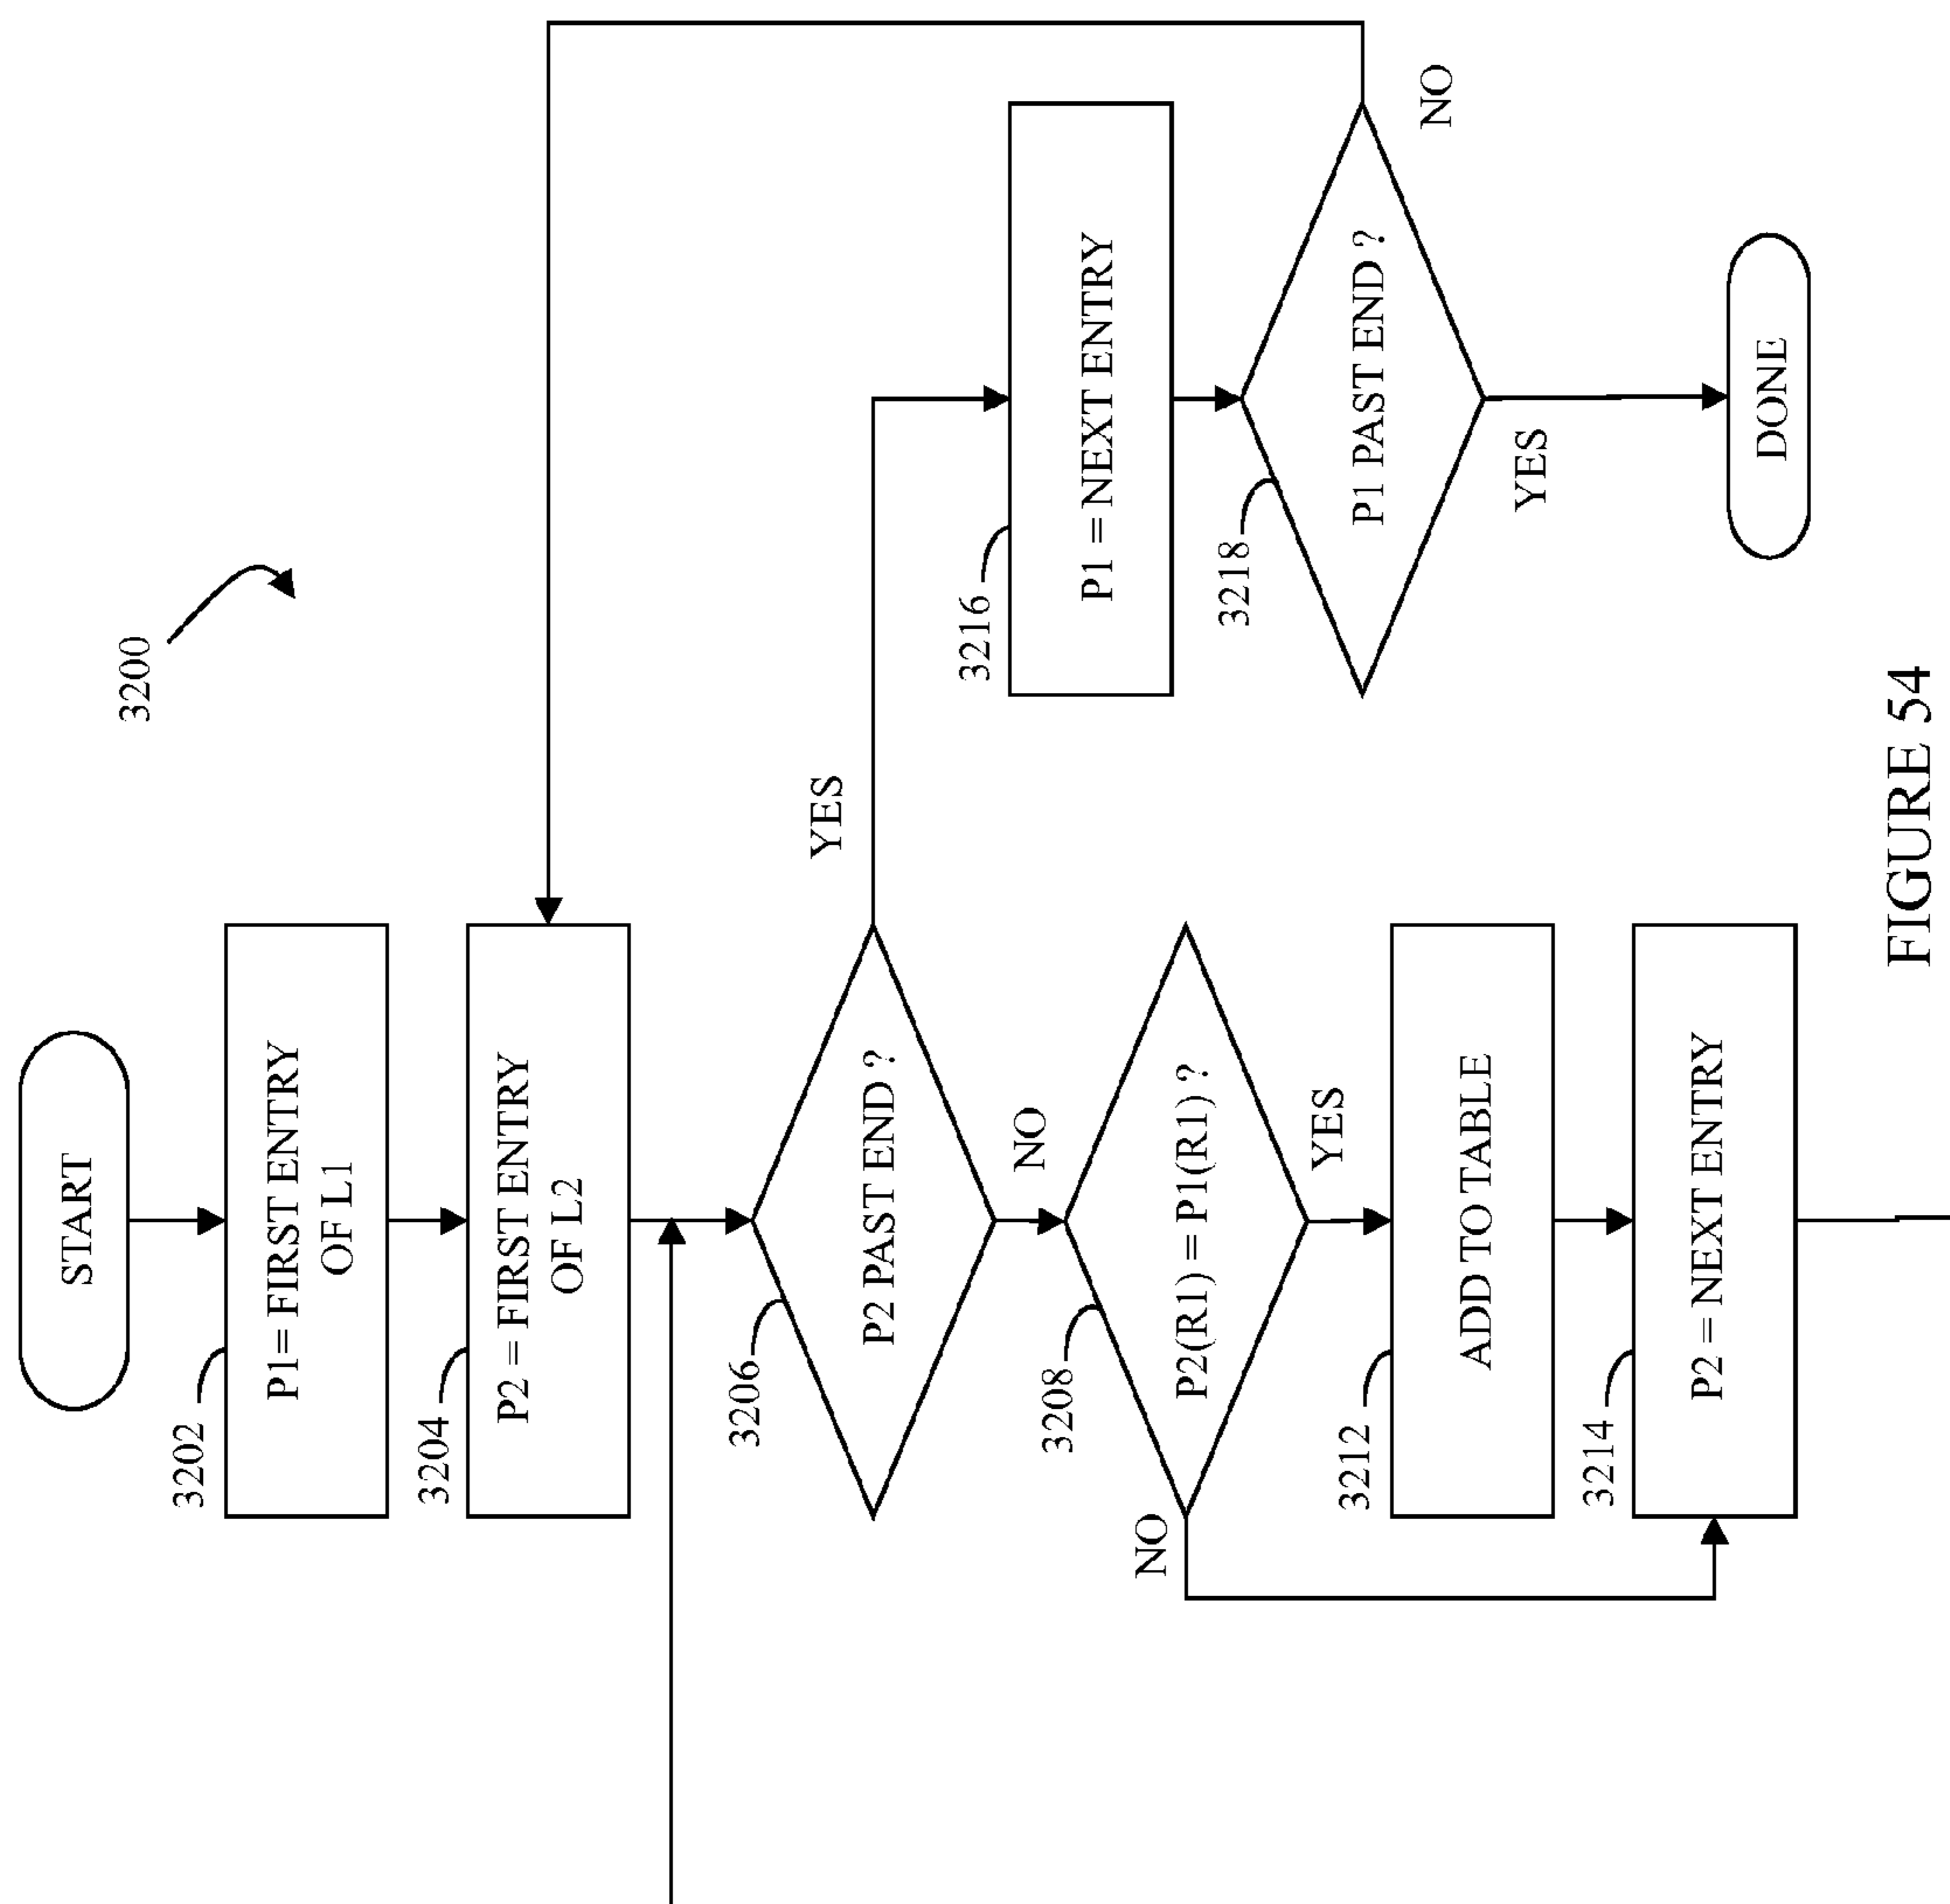 3200
START
3202
P1= FIRST ENTRY
OF L1
3204
P2 = FIRST ENTRY
OF L2
3206
P2 PAST END ?
YES
NO
3208
P2(R1) = P1(R1) ?
NO
YES
3212
ADD TO TABLE
3214
P2 = NEXT ENTRY
3216
P1 = NEXT ENTRY
3218
P1 PAST END ?
NO
YES
DONE
FIGURE 54